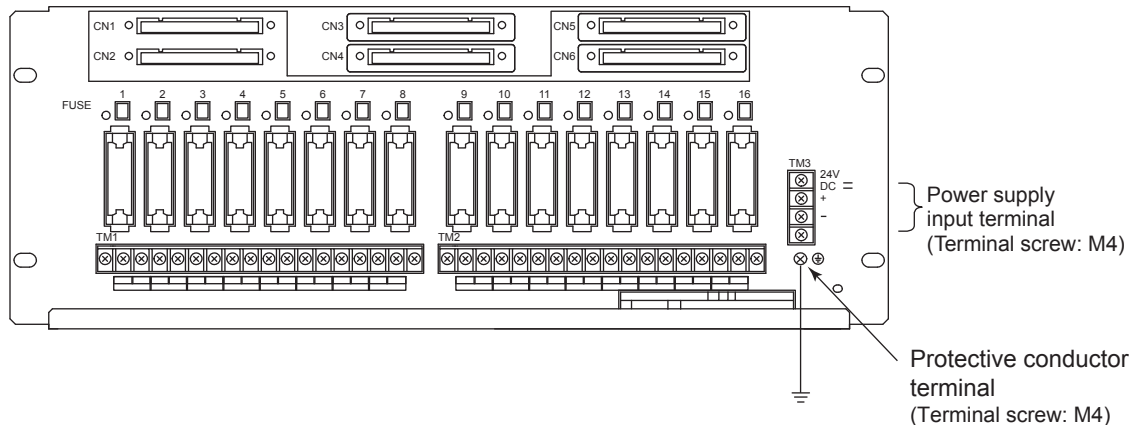 CN1
CN3
CN5
CN2
CN4
CN6
FUSE
1 2 3 4 5 6 7 8 9 10 11 12 13 14 15 16
TM3
24V
DC
+
−
Power supply
input terminal
(Terminal screw: M4)
TM1
TM2
Protective conductor
terminal
(Terminal screw: M4)